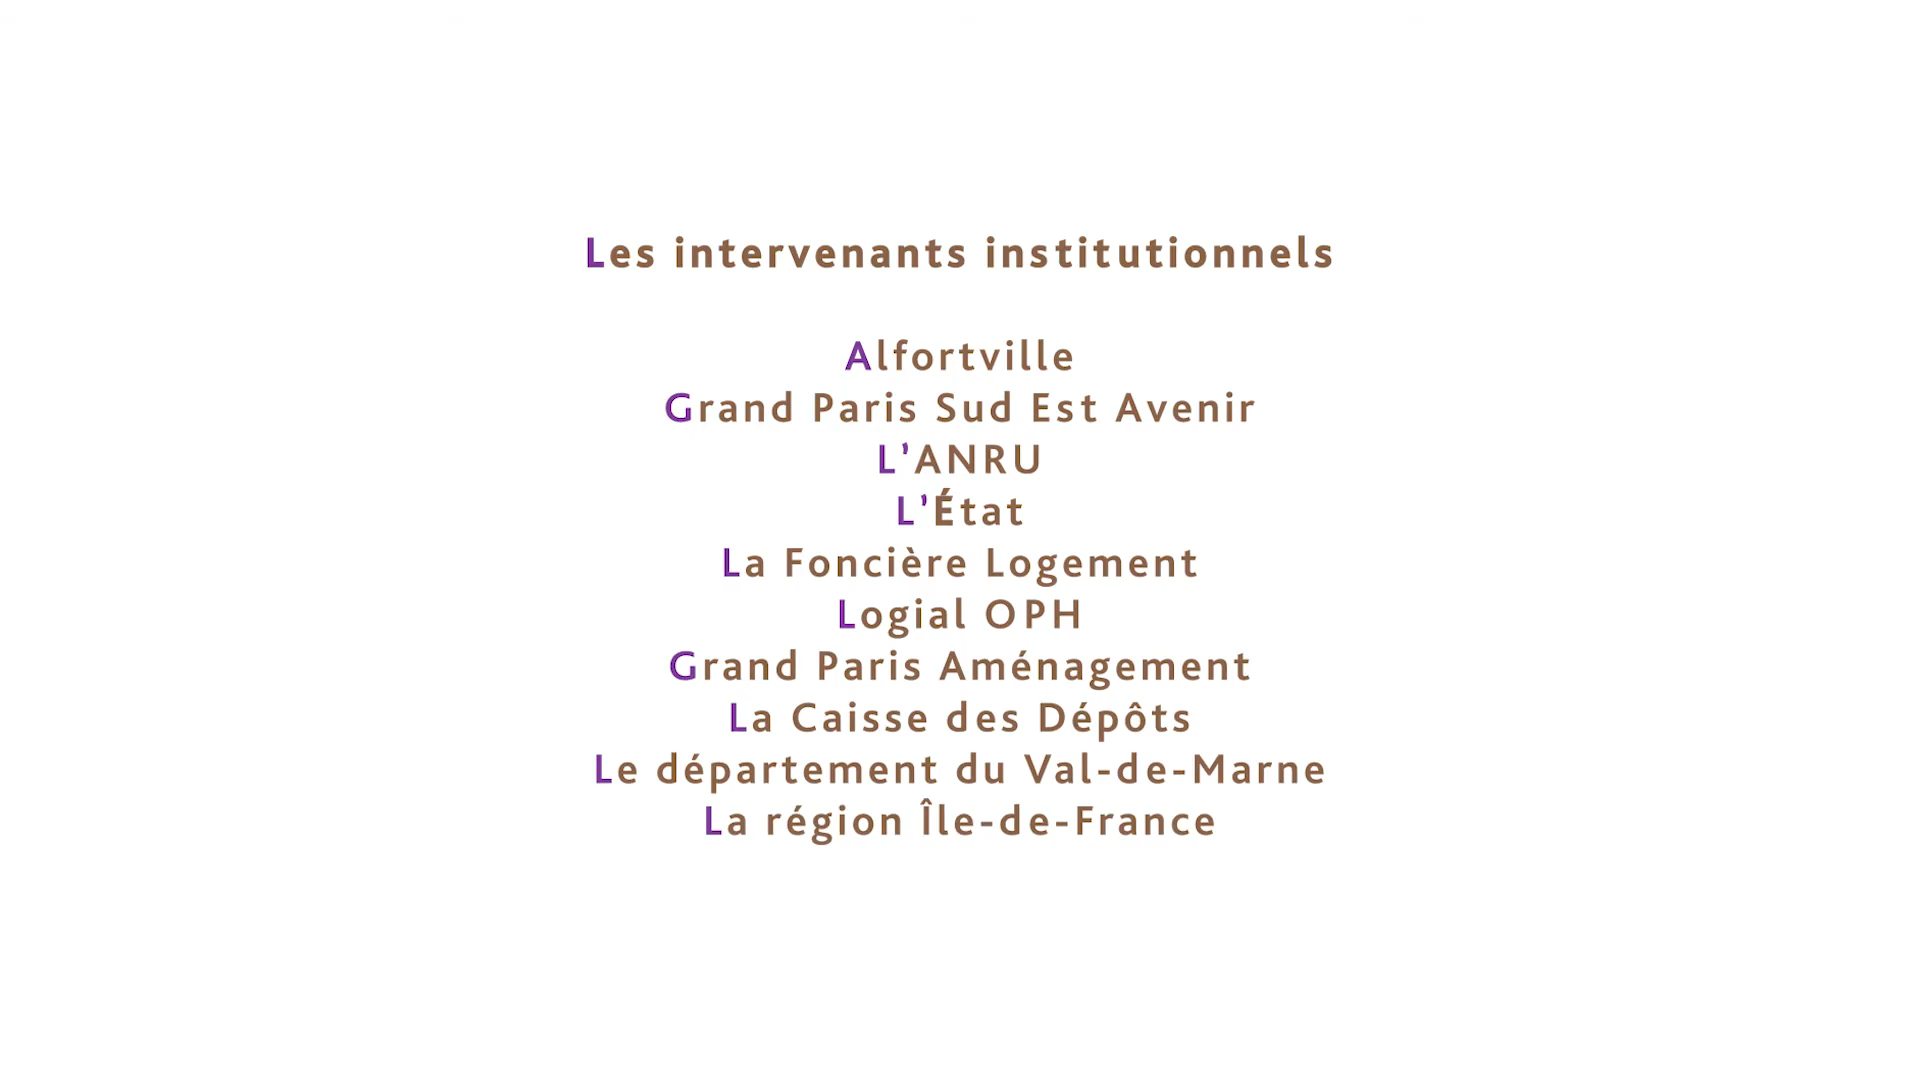 Les intervenants institutionnels
Alfortville
Grand Paris Sud Est Avenir
L’ANRU
L’État
La Foncière Logement
Logial OPH
Grand Paris Aménagement
La Caisse des Dépôts
Le département du Val-de-Marne
La région Île-de-France